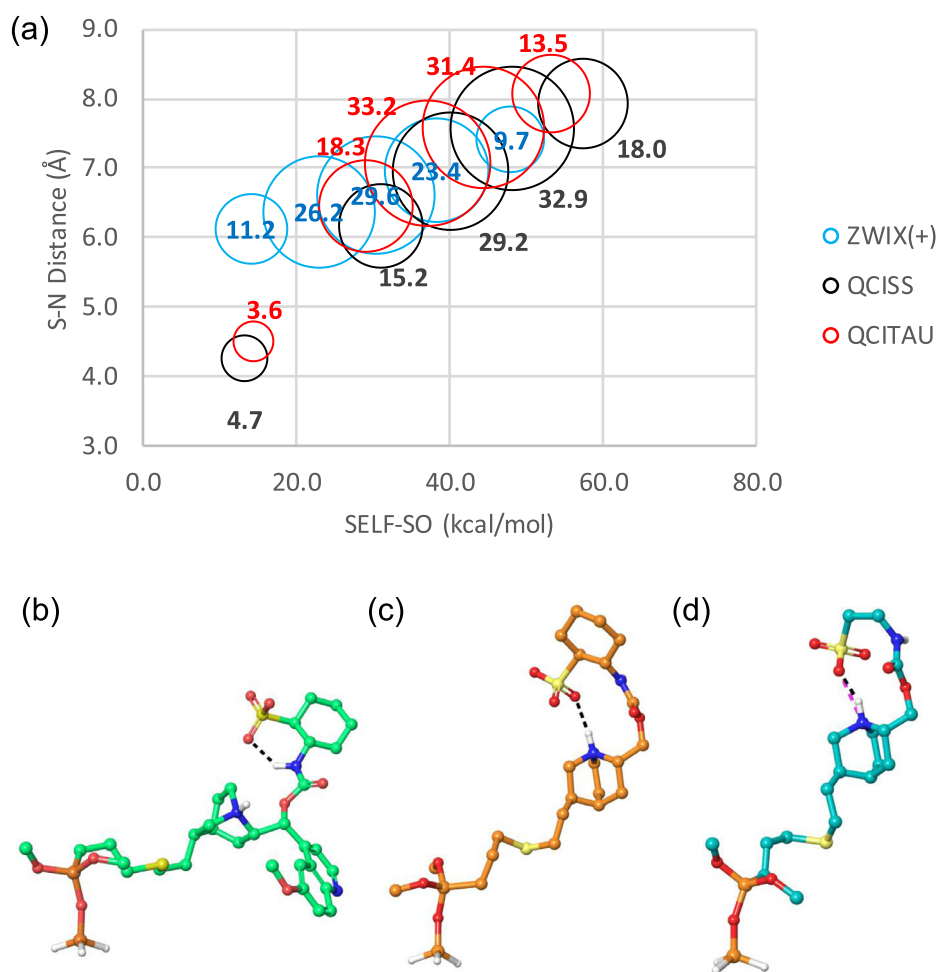 (a)
9.0
8.0
7.0
6.0
5.0
4.0
3.0
S-N Distance (Å)
13.5
31.4
33.2
18.3
9.7
18.0
23.4
32.9
29.6
26.2
11.2
29.2
15.2
3.6
4.7
ZWIX(+)
QCISS
QCITAU
0.0 20.0 40.0 60.0 80.0
SELF-SO (kcal/mol)
(b) (c) (d)